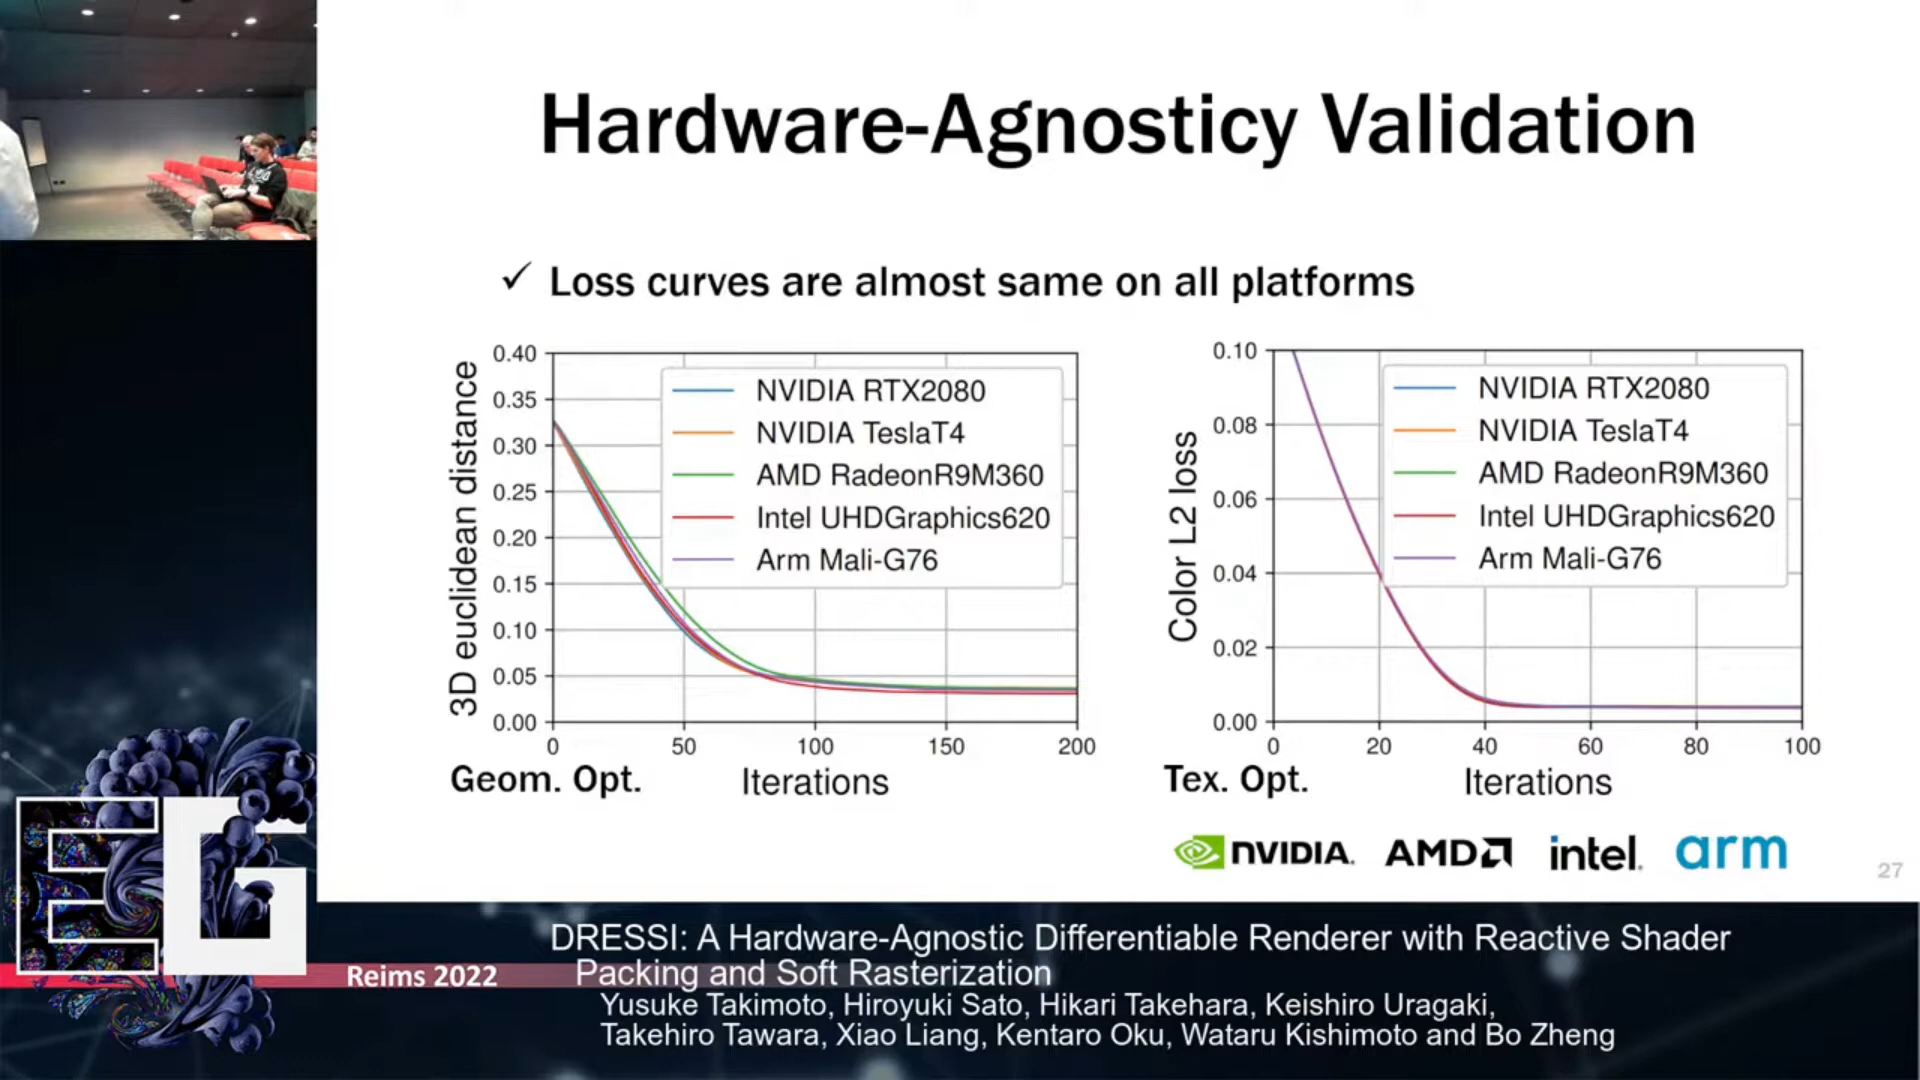 Hardware-Agnosticy Validation
✓ Loss curves are almost same on all platforms
3D euclidean distance
0.40
0.35
0.30
0.25
0.20
0.15
0.10
0.05
0.00
NVIDIA RTX2080
NVIDIA TeslaT4
AMD RadeonR9M360
Intel UHDGraphics620
Arm Mali-G76
0 50 100 150 200
Geom. Opt. Iterations
Color L2 loss
0.10
0.08
0.06
0.04
0.02
0.00
NVIDIA RTX2080
NVIDIA TeslaT4
AMD RadeonR9M360
Intel UHDGraphics620
Arm Mali-G76
0 20 40 60 80 100
Tex. Opt. Iterations
NVIDIA. AMD intel. arm
27
EG
Reims 2022
DRESSI: A Hardware-Agnostic Differentiable Renderer with Reactive Shader
Packing and Soft Rasterization
Yusuke Takimoto, Hiroyuki Sato, Hikari Takehara, Keishiro Uragaki,
Takehiro Tawara, Xiao Liang, Kentaro Oku, Wataru Kishimoto and Bo Zheng